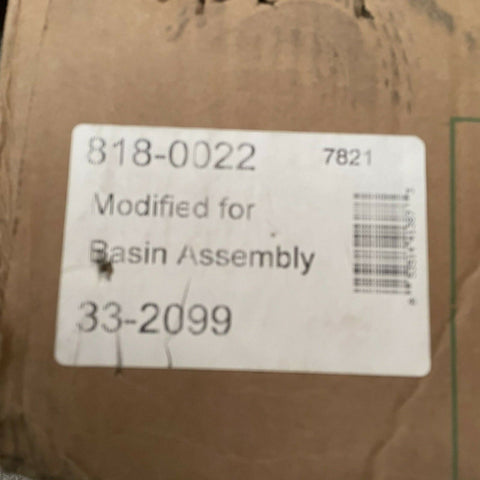 818-0022 7821
Modified for
Basin Assembly
33-2099